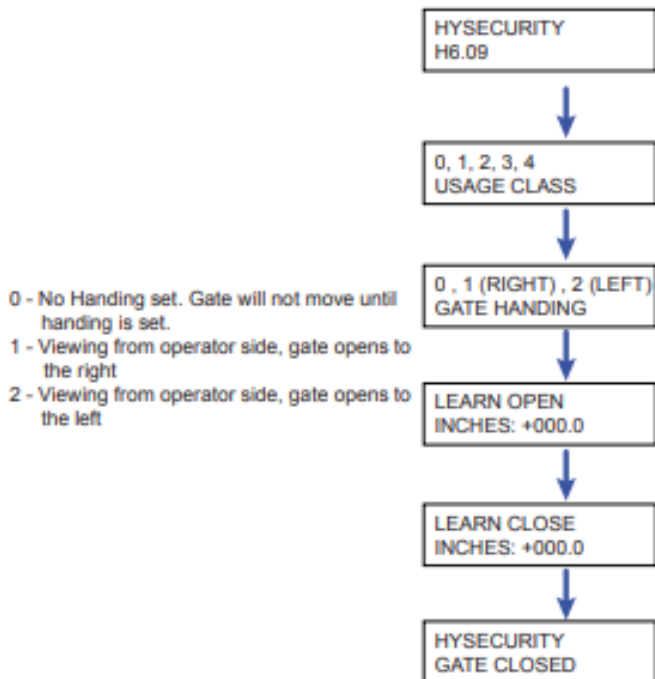 HYSECURITY
H6.09
0, 1, 2, 3, 4
USAGE CLASS
0 , 1 (RIGHT) , 2 (LEFT)
GATE HANDING
0 - No Handing set. Gate will not move until
handing is set.
1 - Viewing from operator side, gate opens to
the right
2 - Viewing from operator side, gate opens to
the left
LEARN OPEN
INCHES: +000.0
LEARN CLOSE
INCHES: +000.0
HYSECURITY
GATE CLOSED